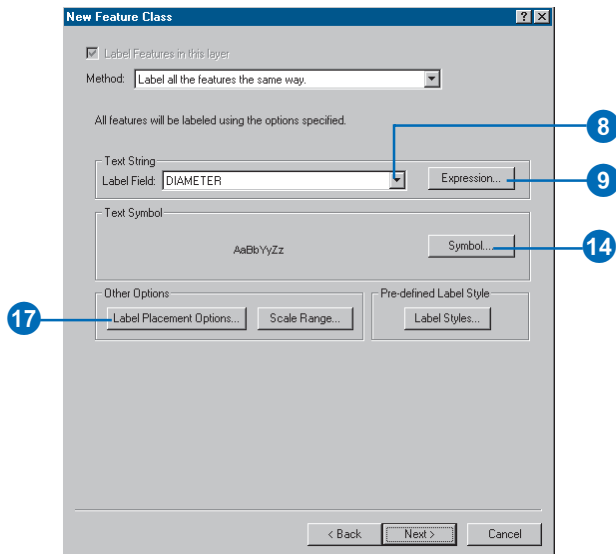 New Feature Class
Label Features in this layer
Method: Label all the features the same way.
All features will be labeled using the options specified.
8
Text String
Label Field: DIAMETER
Expression...
9
Text Symbol
AaBbYyZz
Symbol...
14
Other Options
Pre-defined Label Style
17
Label Placement Options...
Scale Range...
Label Styles...
< Back
Next >
Cancel